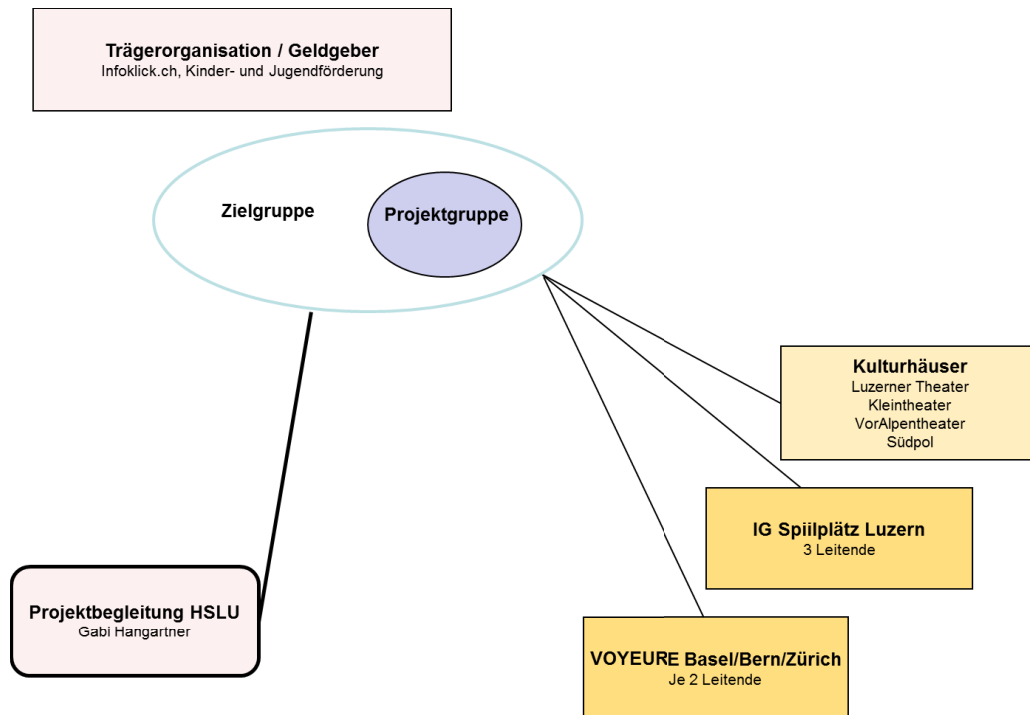 Trägerorganisation / Geldgeber
Infoklick.ch, Kinder- und Jugendförderung
Zielgruppe
Projektgruppe
Kulturhäuser
Luzerner Theater
Kleintheater
VorAlpentheater
Südpol
IG Spiilplätz Luzern
3 Leitende
Projektbegleitung HSLU
Gabi Hangartner
VOYEURE Basel/Bern/Zürich
Je 2 Leitende